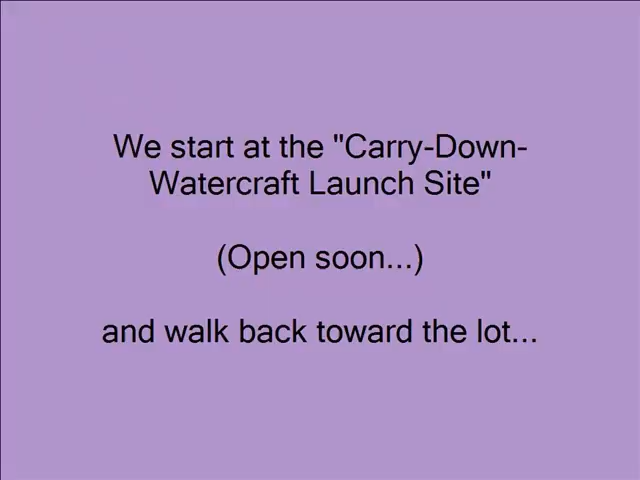 We start at the "Carry-Down-
Watercraft Launch Site"
(Open soon...)
and walk back toward the lot...